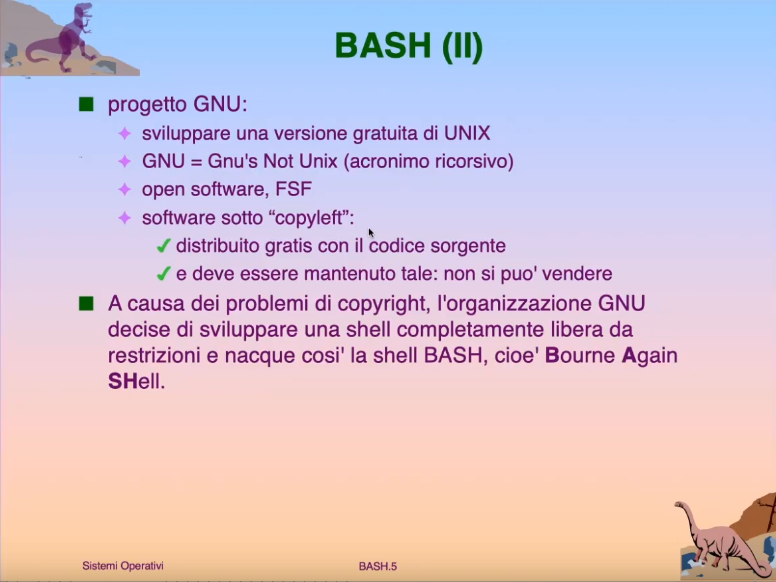 BASH (II)
progetto GNU:
sviluppare una versione gratuita di UNIX
GNU = Gnu's Not Unix (acronimo ricorsivo)
open software, FSF
software sotto “copyleft”:
distribuito gratis con il codice sorgente
e deve essere mantenuto tale: non si puo' vendere
A causa dei problemi di copyright, l'organizzazione GNU
decise di sviluppare una shell completamente libera da
restrizioni e nacque cosi' la shell BASH, cioe' Bourne Again
SHell.
Sistemi Operativi
BASH.5